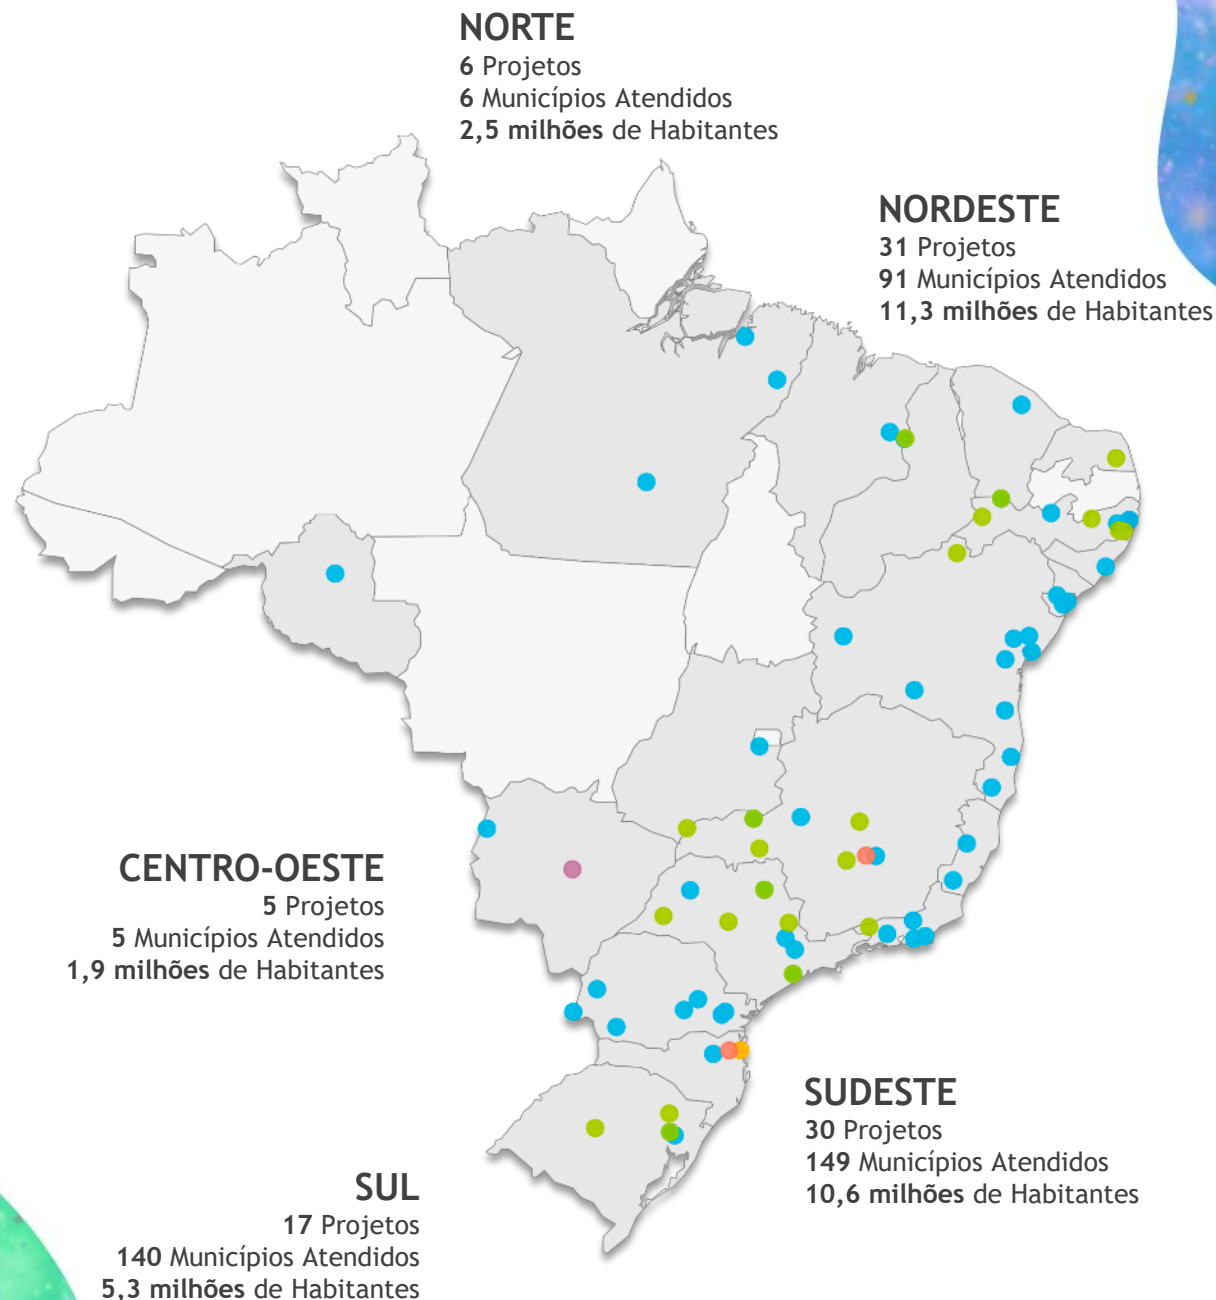 NORTE
6 Projetos
6 Municípios Atendidos
2,5 milhões de Habitantes
NORDESTE
31 Projetos
91 Municípios Atendidos
11,3 milhões de Habitantes
CENTRO-OESTE
5 Projetos
5 Municípios Atendidos
1,9 milhões de Habitantes
SUDESTE
30 Projetos
149 Municípios Atendidos
10,6 milhões de Habitantes
SUL
17 Projetos
140 Municípios Atendidos
5,3 milhões de Habitantes